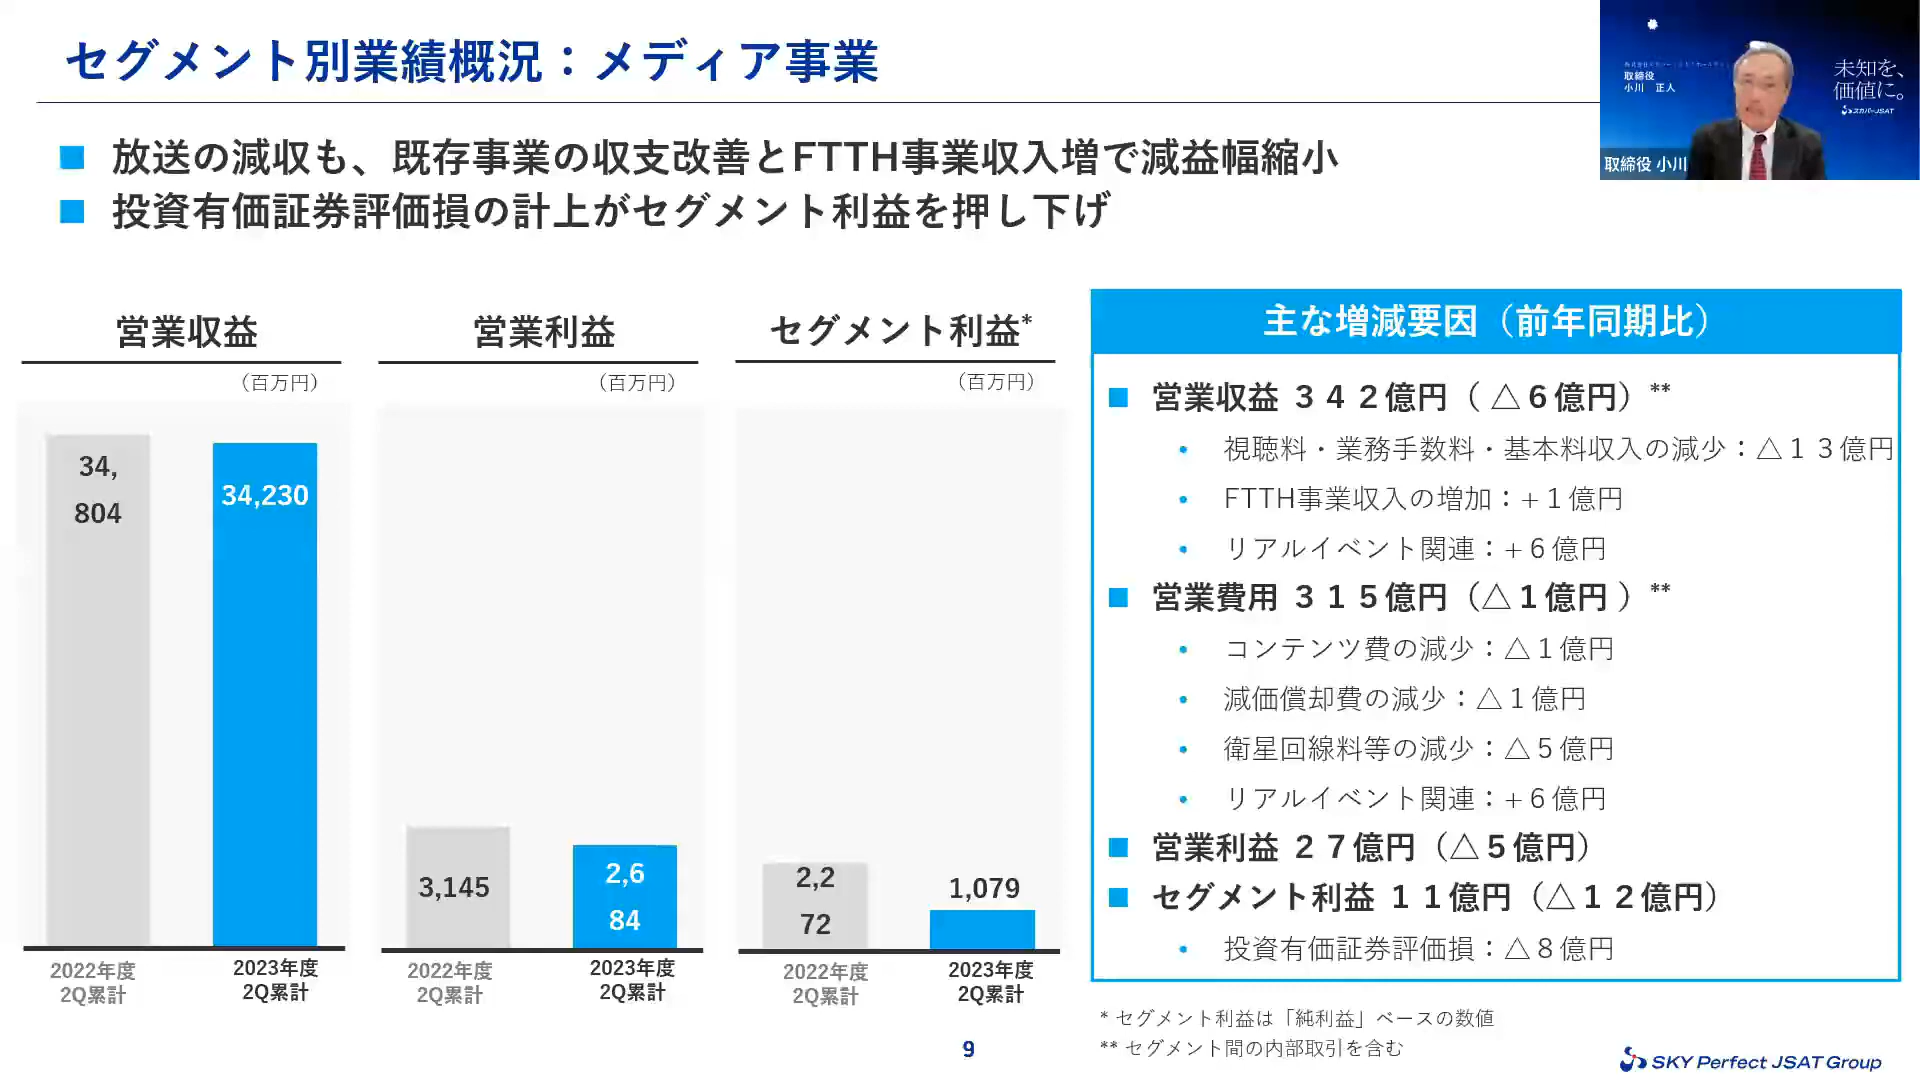 セグメント別業績概況：メディア事業
取締役
小川　正人
未知を、
価値に。
スカパーJSAT
取締役 小川
放送の減収も、既存事業の収支改善とFTTH事業収入増で減益幅縮小
投資有価証券評価損の計上がセグメント利益を押し下げ
営業収益
（百万円）
34,
804
34,230
2022年度
2Q累計
2023年度
2Q累計
営業利益
（百万円）
3,145
2,6
84
2022年度
2Q累計
2023年度
2Q累計
セグメント利益*
（百万円）
2,2
72
1,079
2022年度
2Q累計
2023年度
2Q累計
主な増減要因（前年同期比）
営業収益 ３４２億円（ △６億円）**
視聴料・業務手数料・基本料収入の減少：△１３億円
FTTH事業収入の増加：+１億円
リアルイベント関連：+６億円
営業費用 ３１５億円（△１億円 ）**
コンテンツ費の減少：△１億円
減価償却費の減少：△１億円
衛星回線料等の減少：△５億円
リアルイベント関連：+６億円
営業利益 ２７億円（△５億円）
セグメント利益 １１億円（△１２億円）
投資有価証券評価損：△８億円
* セグメント利益は「純利益」ベースの数値
** セグメント間の内部取引を含む
9
SKY Perfect JSAT Group